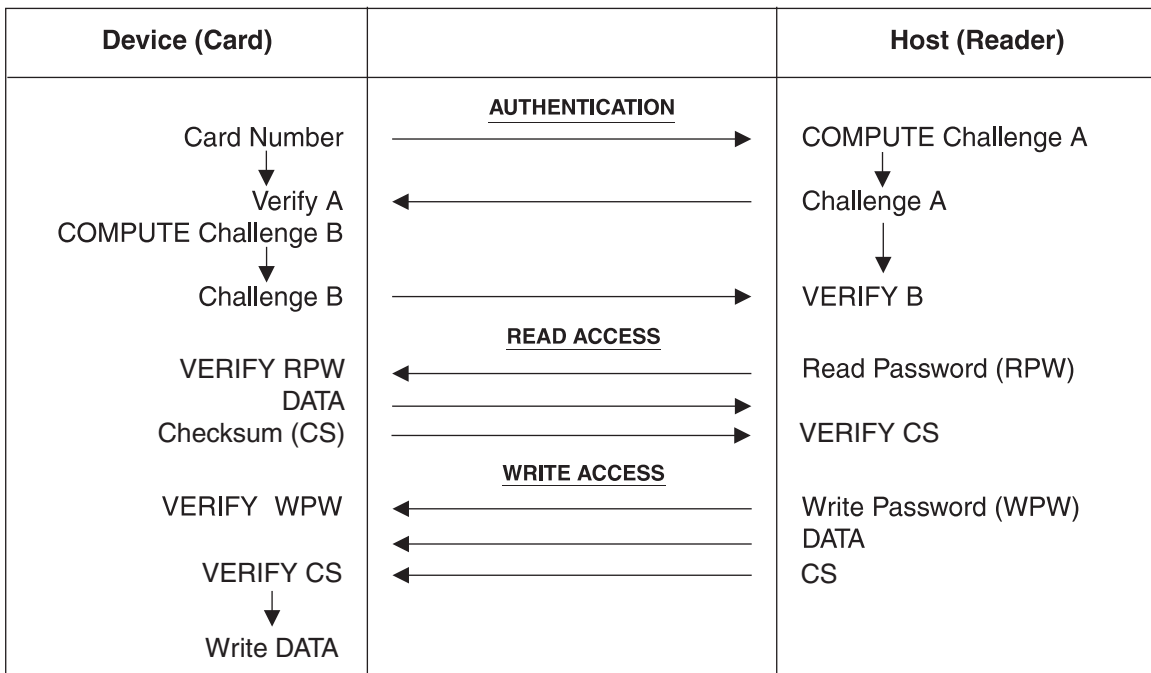 Device (Card)
Host (Reader)
AUTHENTICATION
Card Number
COMPUTE Challenge A
Verify A
Challenge A
COMPUTE Challenge B
Challenge B
VERIFY B
READ ACCESS
VERIFY RPW
Read Password (RPW)
DATA
Checksum (CS)
VERIFY CS
WRITE ACCESS
VERIFY WPW
Write Password (WPW)
DATA
VERIFY CS
CS
Write DATA